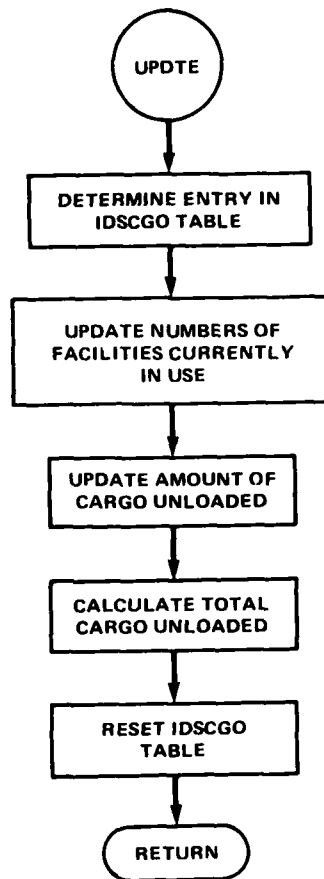 UPDTE
DETERMINE ENTRY IN
IDSCGO TABLE
UPDATE NUMBERS OF
FACILITIES CURRENTLY
IN USE
UPDATE AMOUNT OF
CARGO UNLOADED
CALCULATE TOTAL
CARGO UNLOADED
RESET IDSCGO
TABLE
RETURN